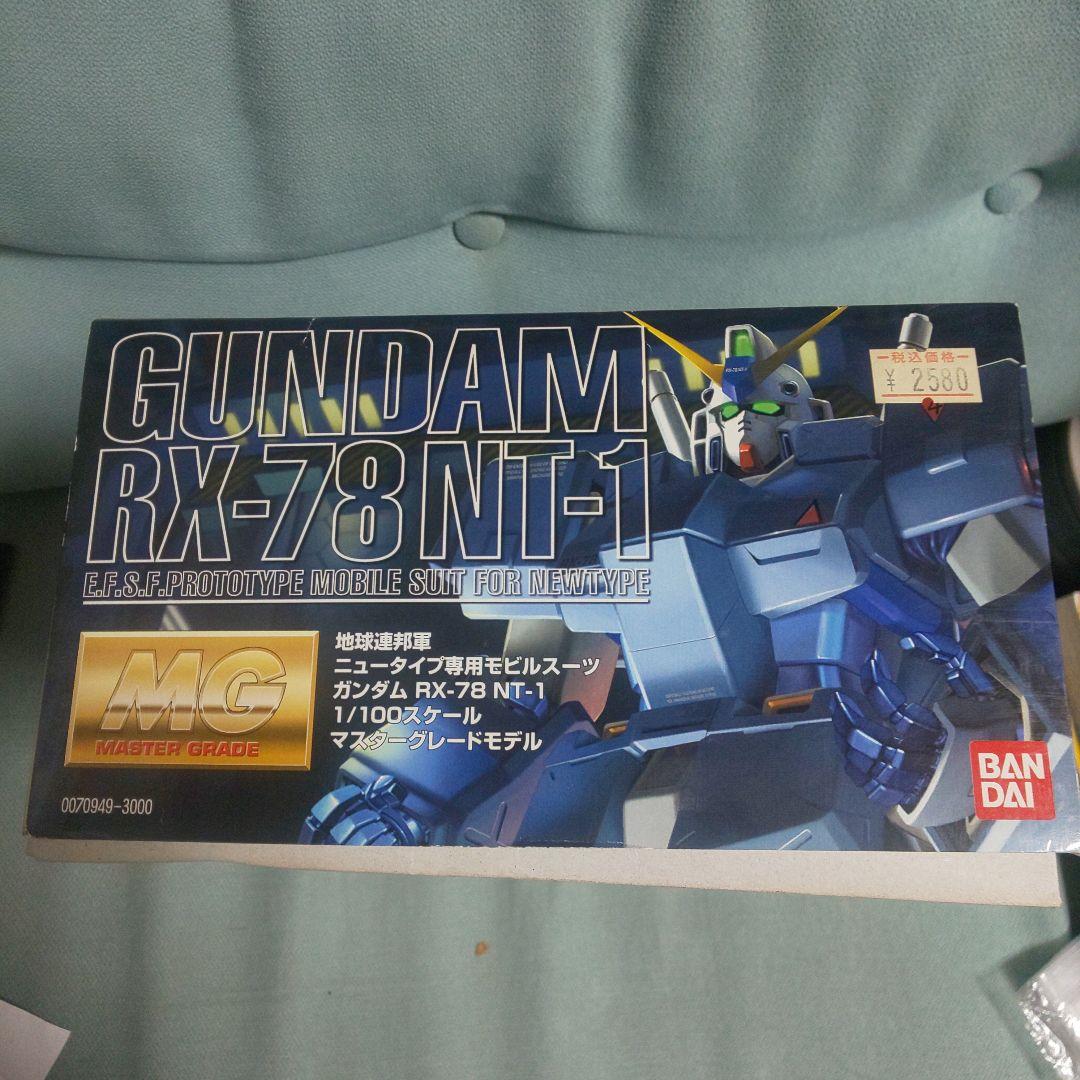 GUNDAM
RX-78 NT-1
E.F.S.F. PROTOTYPE MOBILE SUIT FOR NEWTYPE
MG
MASTER GRADE
地球連邦軍
ニュータイプ専用モビルスーツ
ガンダム RX-78 NT-1
1/100スケール
マスターグレードモデル
0070949-3000
税込価格
¥ 2580
4
BAN
DAI